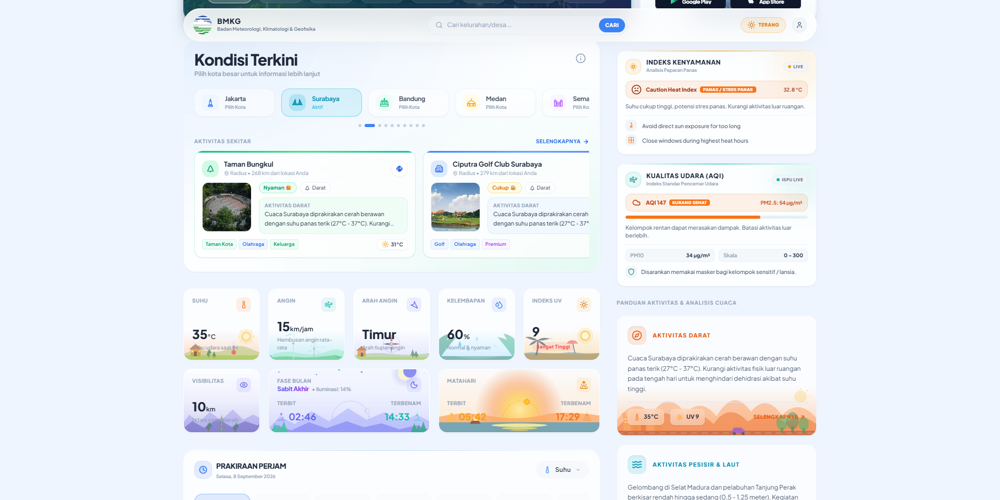 Google Play
App Store
BMKG
Badan Meteorologi, Klimatologi & Geofisika
Cari kelurahan/desa...
CARI
TERANG
Kondisi Terkini
Pilih kota besar untuk informasi lebih lanjut
Jakarta
Pilih Kota
Surabaya
Aktif
Bandung
Pilih Kota
Medan
Pilih Kota
Sema
Pilih Ko
AKTIVITAS SEKITAR
SELENGKAPNYA →
Taman Bungkul
Radius • 268 km dari lokasi Anda
Nyaman 😊
Darat
AKTIVITAS DARAT
Cuaca Surabaya diprakirakan cerah berawan
dengan suhu panas terik (27°C - 37°C). Kurangi...
Taman Kota
Olahraga
Keluarga
31°C
Ciputra Golf Club Surabaya
Radius • 279 km dari lokasi Anda
Cukup
Darat
AKTIVITAS DARAT
Cuaca Surabaya diprakirakan cerah
dengan suhu panas terik (27°C - 37°
Golf
Olahraga
Premium
SUHU
35°C
Suhu udara saat ini
ANGIN
15km/jam
Hembusan angin rata-
rata
ARAH ANGIN
Timur
Arah tiupan angin
KELEMBAPAN
60%
Normal & nyaman
INDEKS UV
9
Sangat Tinggi
VISIBILITAS
10km
Udara cerah bersih
FASE BULAN
Sabit Akhir • Iluminasi: 14%
TERBIT
02:46
TERBENAM
14:33
MATAHARI
TERBIT
05:42
TERBENAM
17:29
PRAKIRAAN PERJAM
Selasa, 8 September 2026
Suhu
INDEKS KENYAMANAN
Analisis Paparan Panas
LIVE
Caution Heat Index
PANAS / STRES PANAS
32.8 °C
Suhu cukup tinggi, potensi stres panas. Kurangi aktivitas luar ruangan.
Avoid direct sun exposure for too long
Close windows during highest heat hours
KUALITAS UDARA (AQI)
Indeks Standar Pencemar Udara
ISPU LIVE
AQI 147
KURANG SEHAT
PM2.5: 54 µg/m³
Kelompok rentan dapat merasakan dampak. Batasi aktivitas luar
berlebih.
PM10
34 µg/m³
Skala
0 – 300
Disarankan memakai masker bagi kelompok sensitif / lansia.
PANDUAN AKTIVITAS & ANALISIS CUACA
AKTIVITAS DARAT
Cuaca Surabaya diprakirakan cerah berawan dengan suhu
panas terik (27°C - 37°C). Kurangi aktivitas fisik luar ruangan
pada tengah hari untuk menghindari dehidrasi akibat suhu
tinggi.
35°C
UV 9
SELENGKAPNYA
AKTIVITAS PESISIR & LAUT
Gelombang di Selat Madura dan pelabuhan Tanjung Perak
berkisar rendah hingga sedang (0,5 - 1,25 meter). Kegiatan